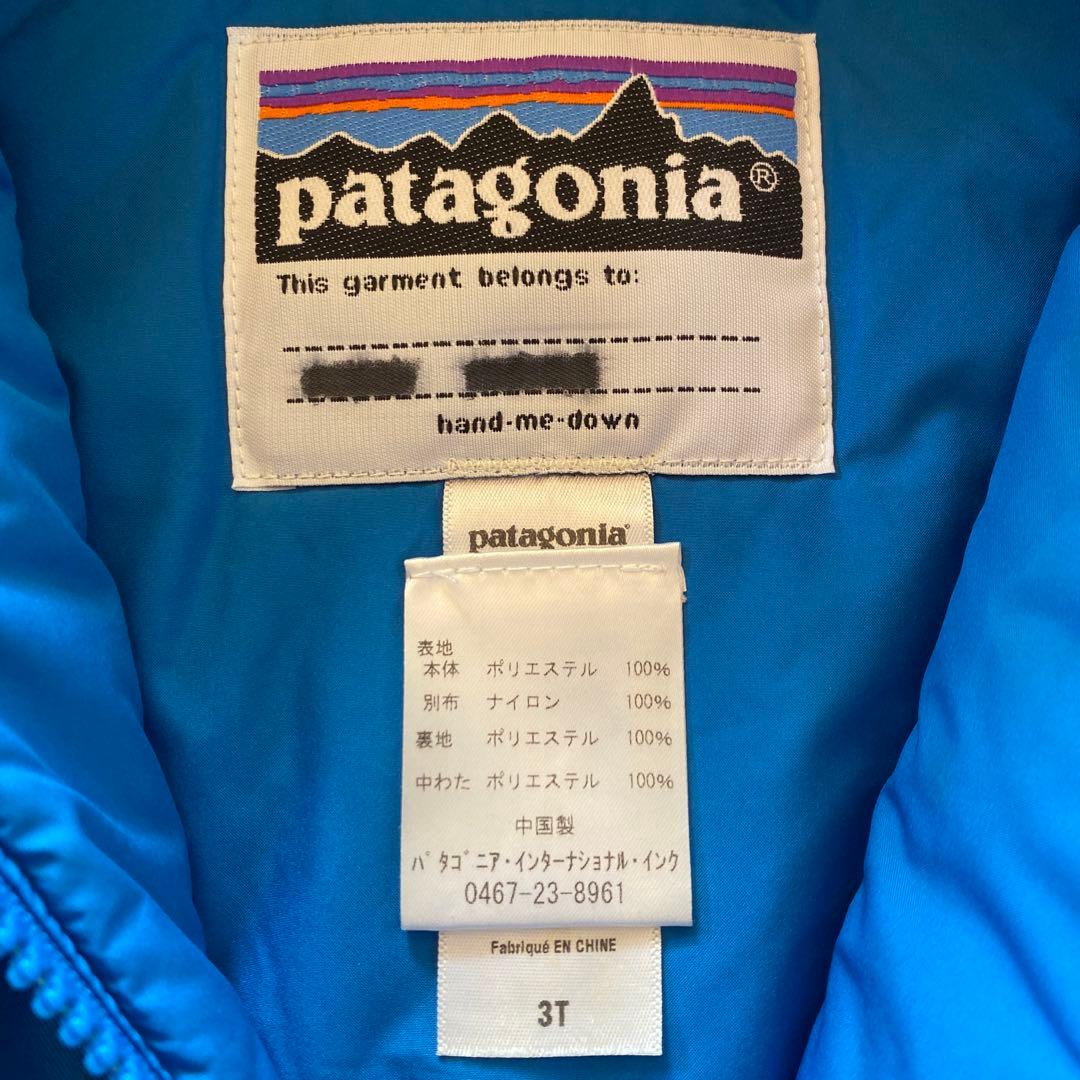 patagonia®
This garment belongs to:
hand-me-down
patagonia®
表地
本体 ポリエステル 100%
別布 ナイロン 100%
裏地 ポリエステル 100%
中わた ポリエステル 100%
中国製
パタゴニア・インターナショナル・インク
0467-23-8961
Fabriqué EN CHINE
3T